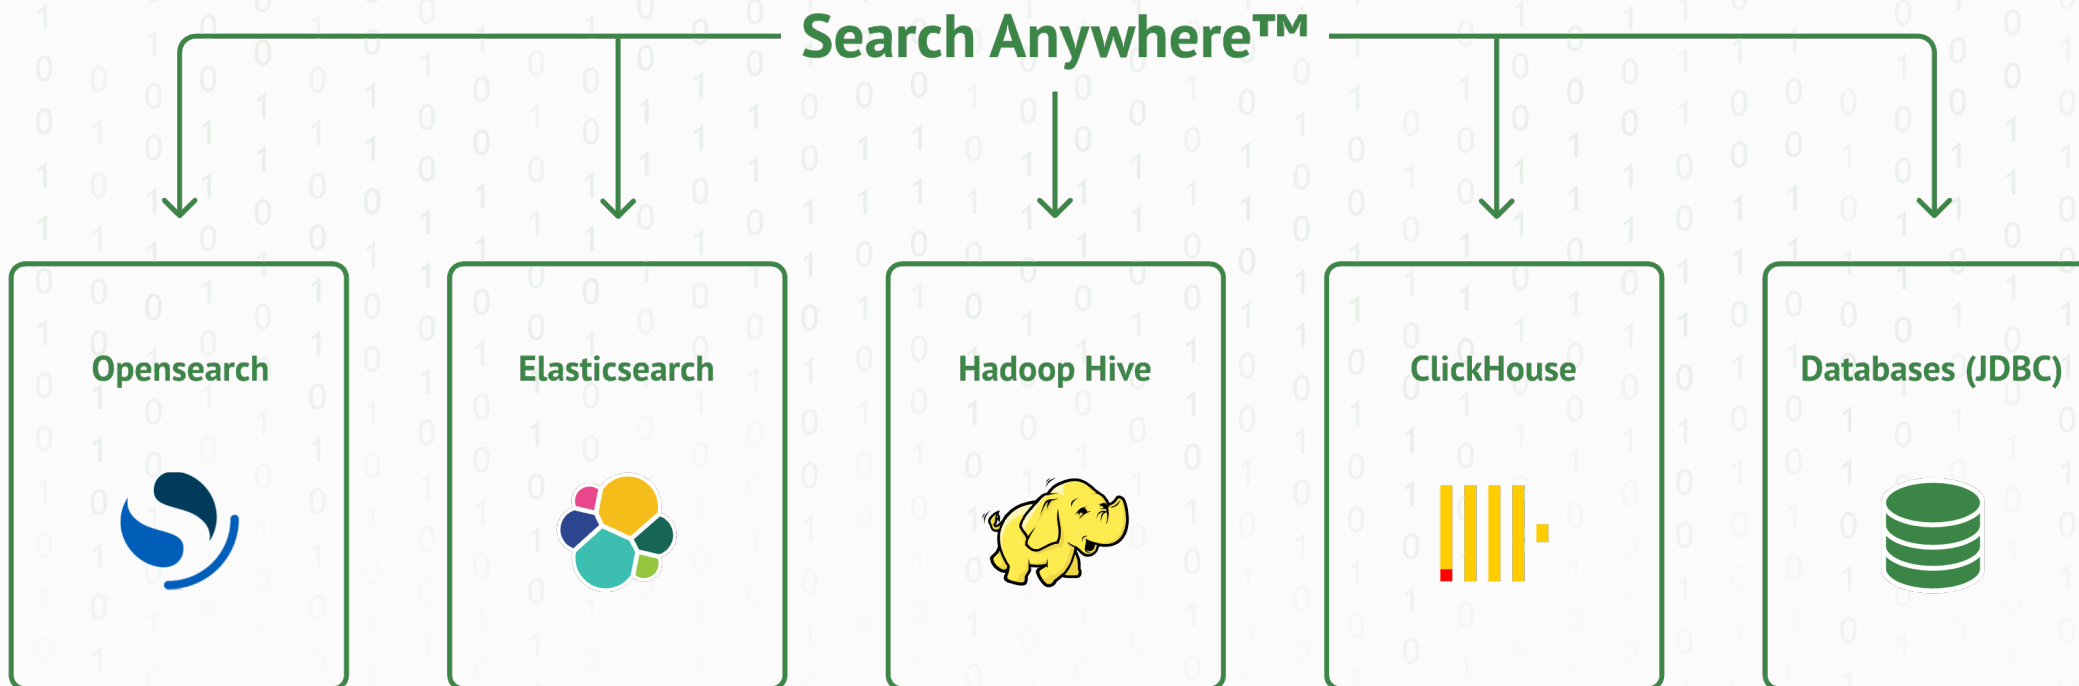 Search Anywhere™
Opensearch
Elasticsearch
Hadoop Hive
ClickHouse
Databases (JDBC)